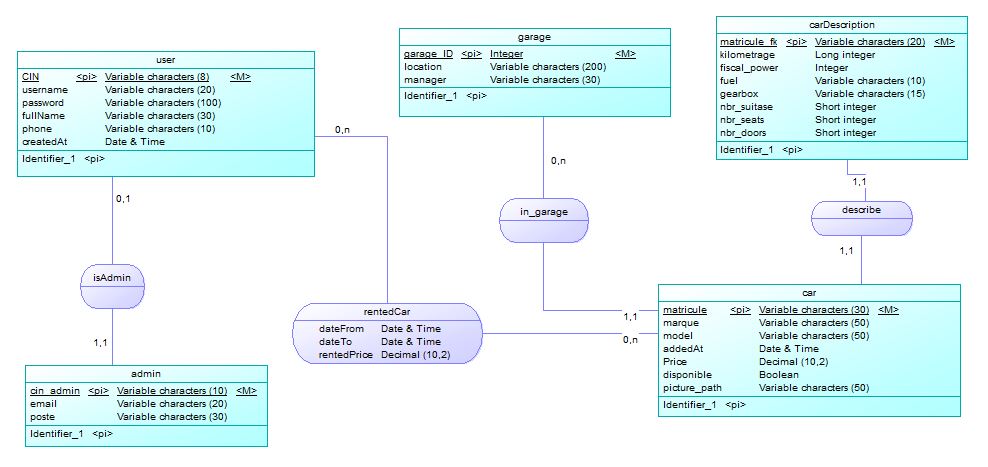 user
CIN <pi> Variable characters (8) <M>
username Variable characters (20)
password Variable characters (100)
fullName Variable characters (30)
phone Variable characters (10)
createdAt Date & Time
Identifier_1 <pi>
garage
garage_ID <pi> Integer <M>
location Variable characters (200)
manager Variable characters (30)
Identifier_1 <pi>
carDescription
matricule_fk <pi> Variable characters (20) <M>
kilometrage Long integer
fiscal_power Integer
fuel Variable characters (10)
gearbox Variable characters (15)
nbr_suitase Short integer
nbr_seats Short integer
nbr_doors Short integer
Identifier_1 <pi>
0,n
0,n
1,1
0,1
in_garage
describe
1,1
isAdmin
rentedCar
dateFrom Date & Time
dateTo Date & Time
rentedPrice Decimal (10,2)
1,1
0,n
car
matricule <pi> Variable characters (30) <M>
marque Variable characters (50)
model Variable characters (50)
addedAt Date & Time
Price Decimal (10,2)
disponible Boolean
picture_path Variable characters (50)
Identifier_1 <pi>
1,1
admin
cin_admin <pi> Variable characters (10) <M>
email Variable characters (20)
poste Variable characters (30)
Identifier_1 <pi>